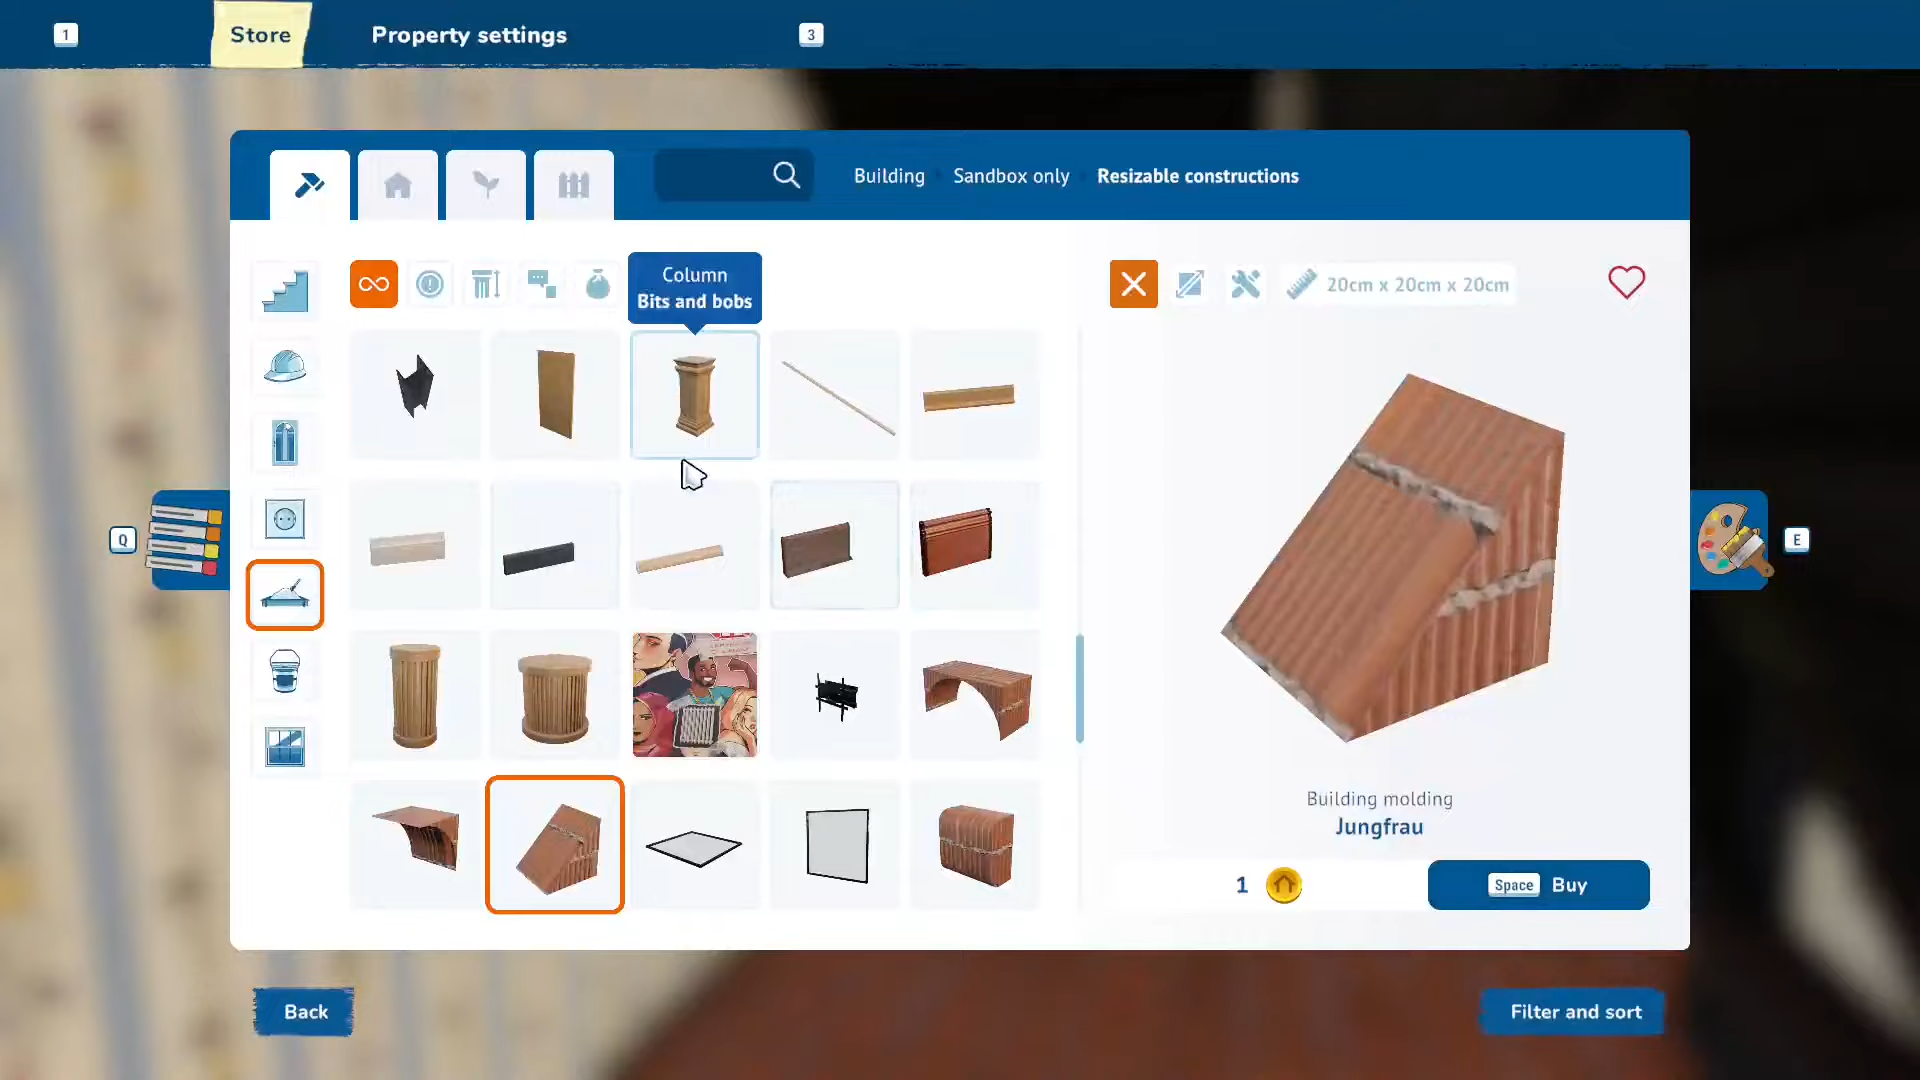 1
Store
Property settings
3
Building
Sandbox only
Resizable constructions
Column
Bits and bobs
20cm x 20cm x 20cm
Q
E
Building molding
Jungfrau
1
Space
Buy
Back
Filter and sort